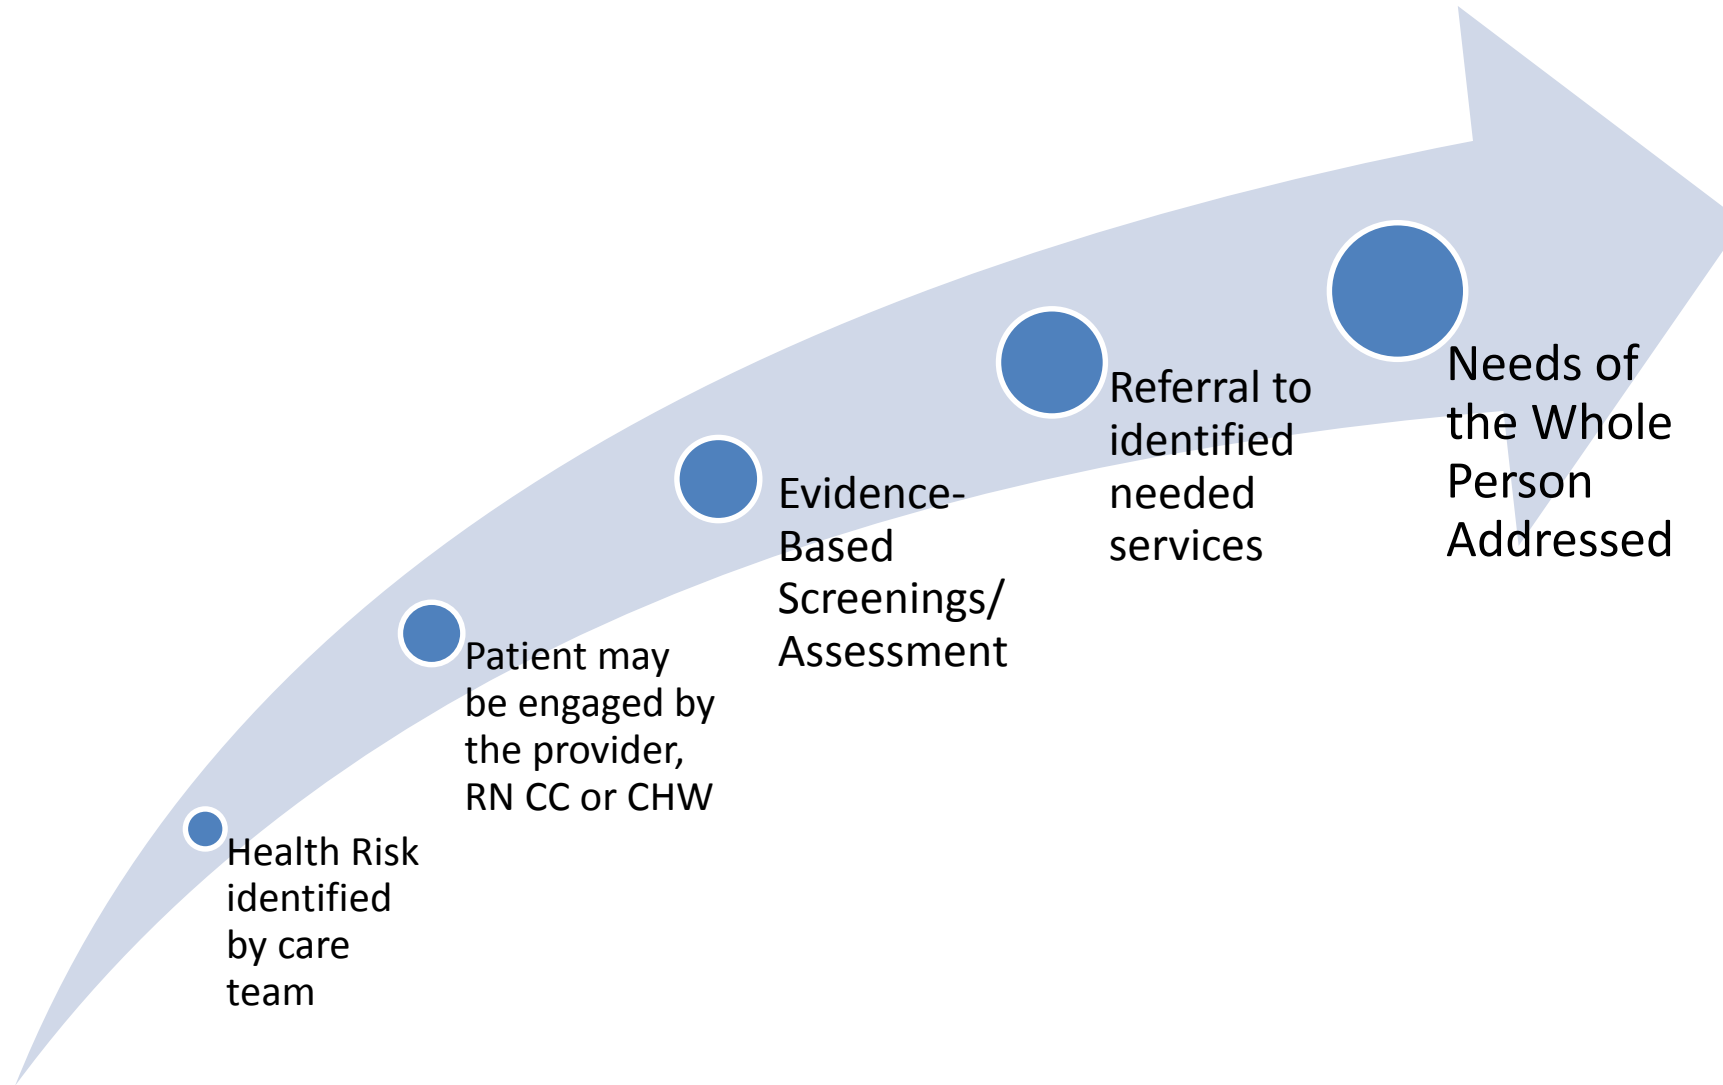 Health Risk
identified
by care
team
Patient may
be engaged by
the provider,
RN CC or CHW
Evidence-
Based
Screenings/
Assessment
Referral to
identified
needed
services
Needs of
the Whole
Person
Addressed